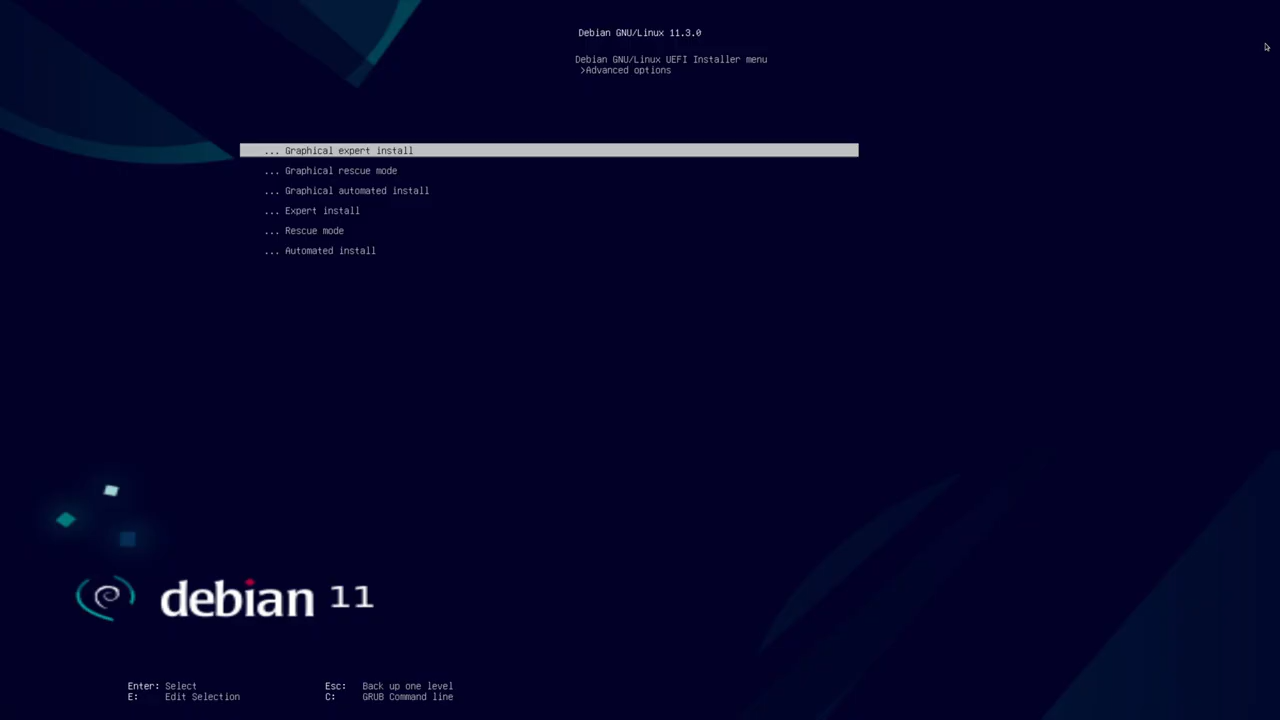 Debian GNU/Linux 11.3.0
Debian GNU/Linux UEFI Installer menu
>Advanced options
... Graphical expert install
... Graphical rescue mode
... Graphical automated install
... Expert install
... Rescue mode
... Automated install
debian 11
Enter: Select Esc: Back up one level
E: Edit Selection C: GRUB Command line